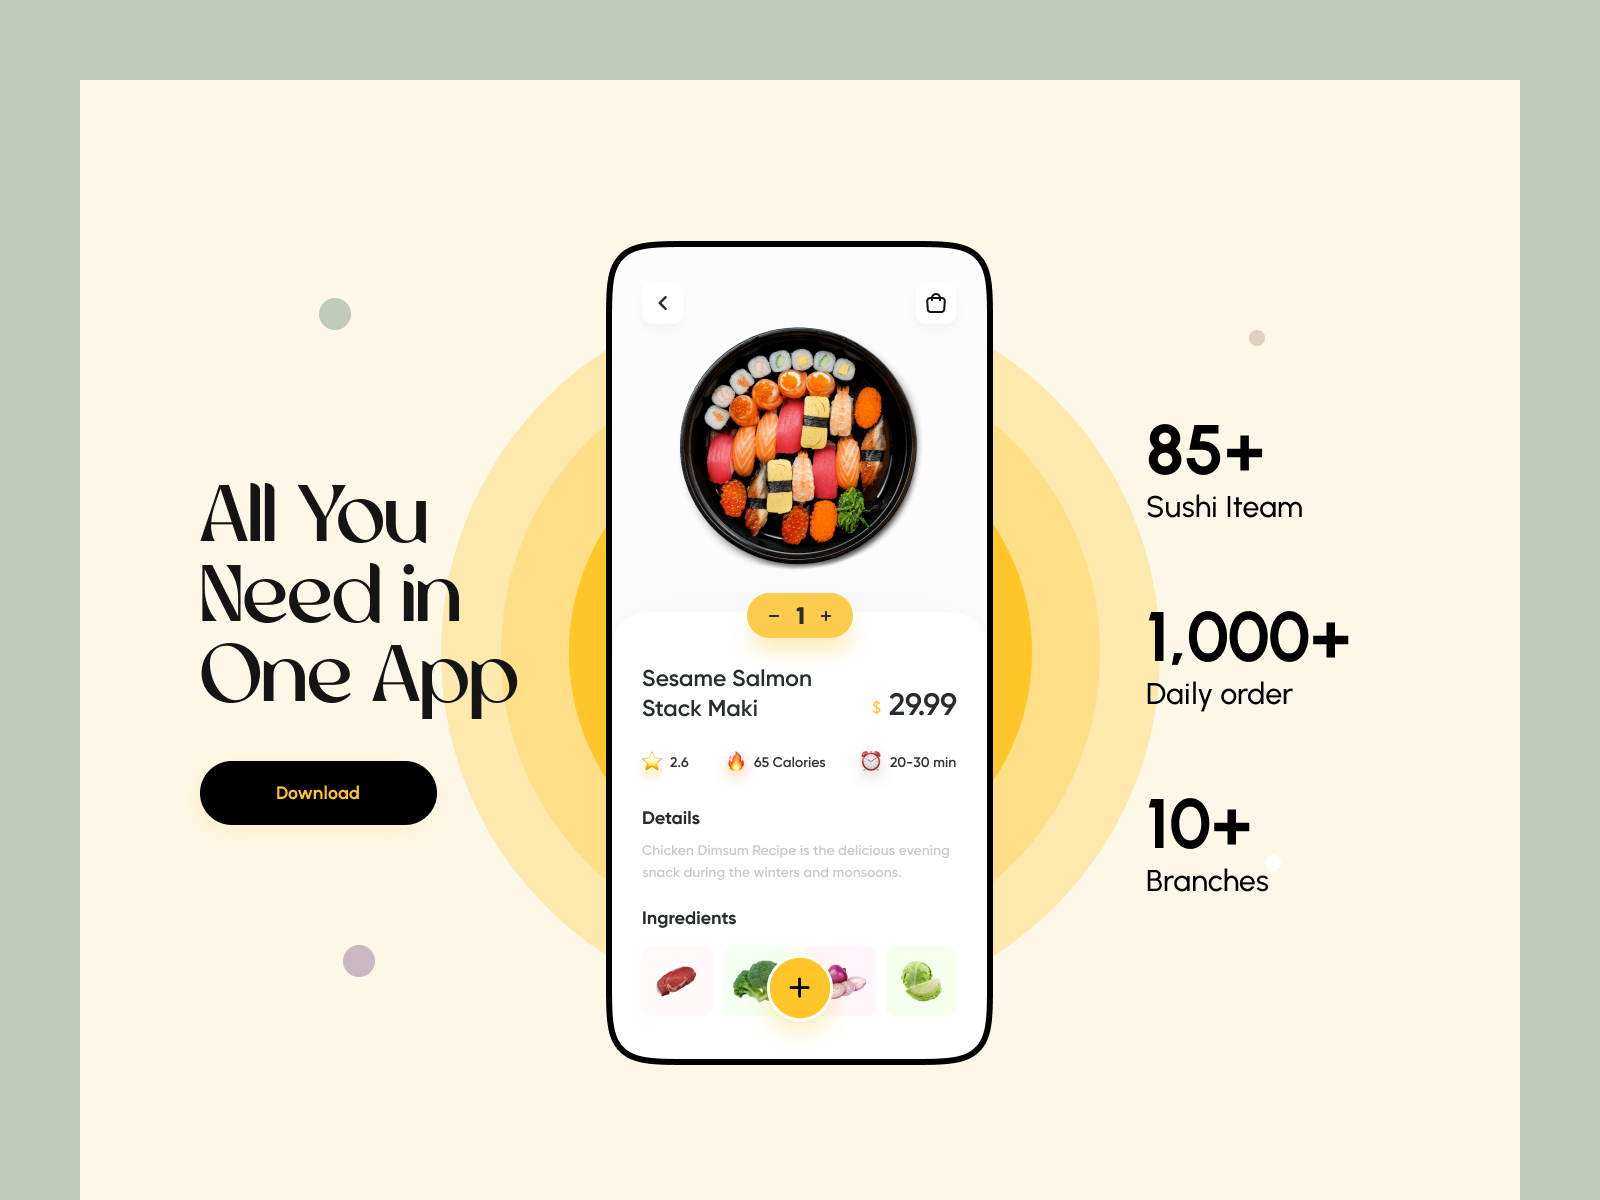 All You
Need in
One App
Download
- 1 +
Sesame Salmon
Stack Maki
$ 29.99
2.6
65 Calories
20-30 min
Details
Chicken Dimsum Recipe is the delicious evening
snack during the winters and monsoons.
Ingredients
+
85+
Sushi Iteam
1,000+
Daily order
10+
Branches